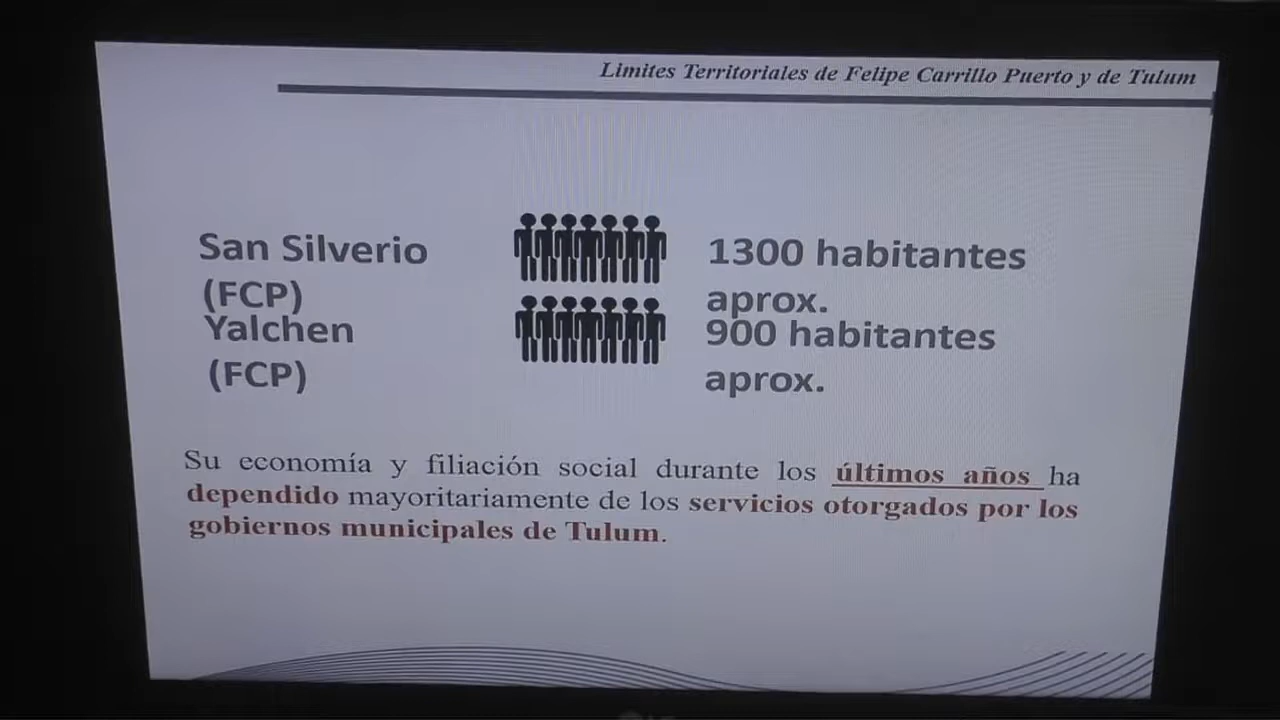 Limites Territoriales de Felipe Carrillo Puerto y de Tulum
San Silverio
(FCP)
1300 habitantes
aprox.
Yalchen
(FCP)
900 habitantes
aprox.
Su economía y filiación social durante los últimos años ha
dependido mayoritariamente de los servicios otorgados por los
gobiernos municipales de Tulum.